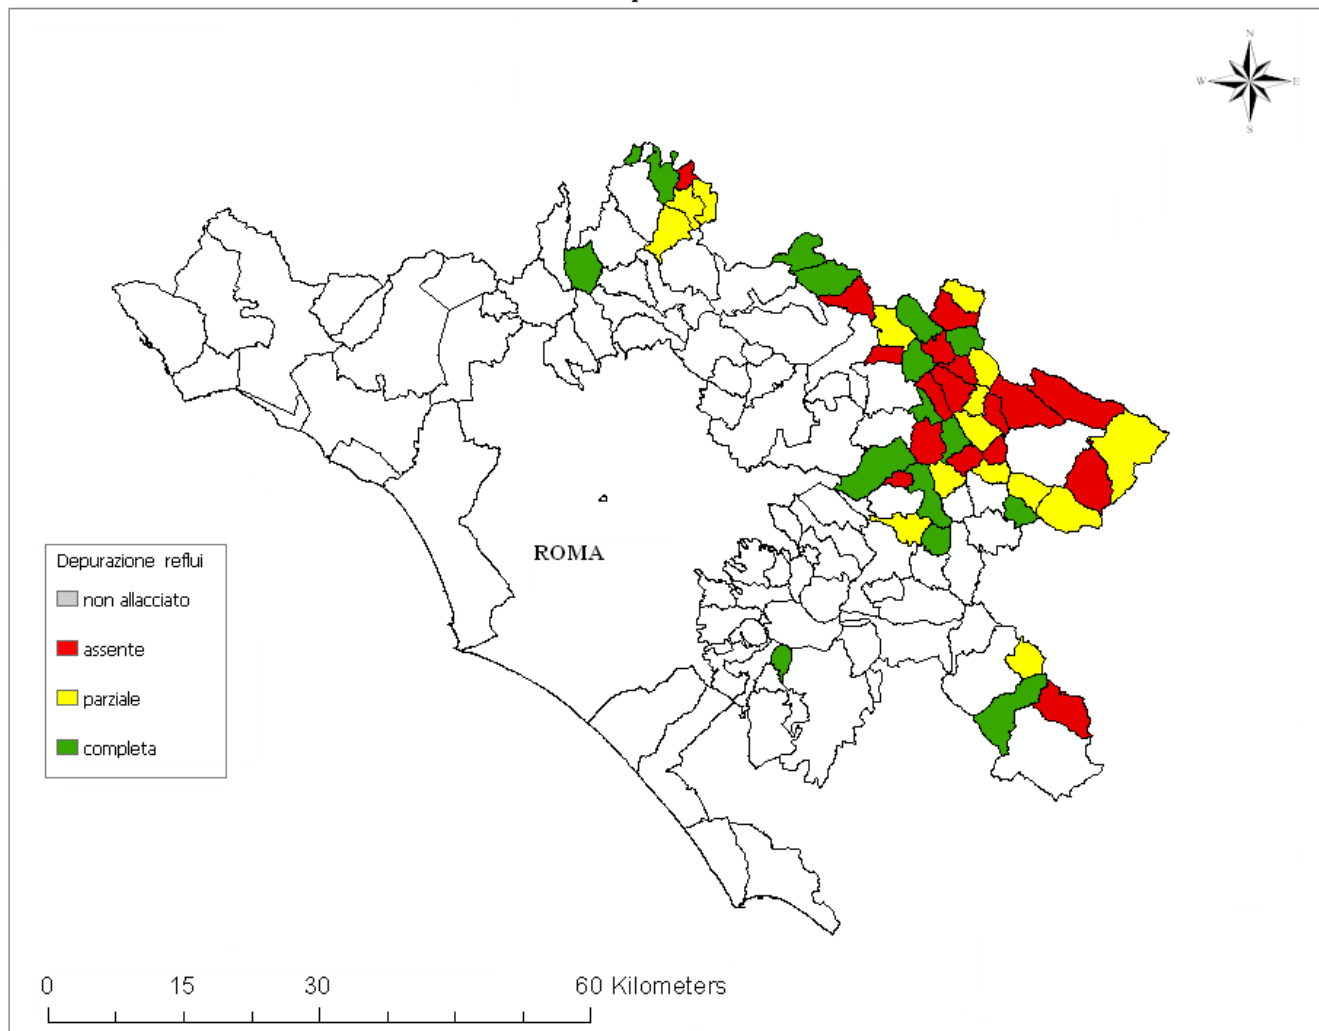 N
W E
S
ROMA
Depurazione reflui
non allacciato
assente
parziale
completa
0 15 30 60 Kilometers